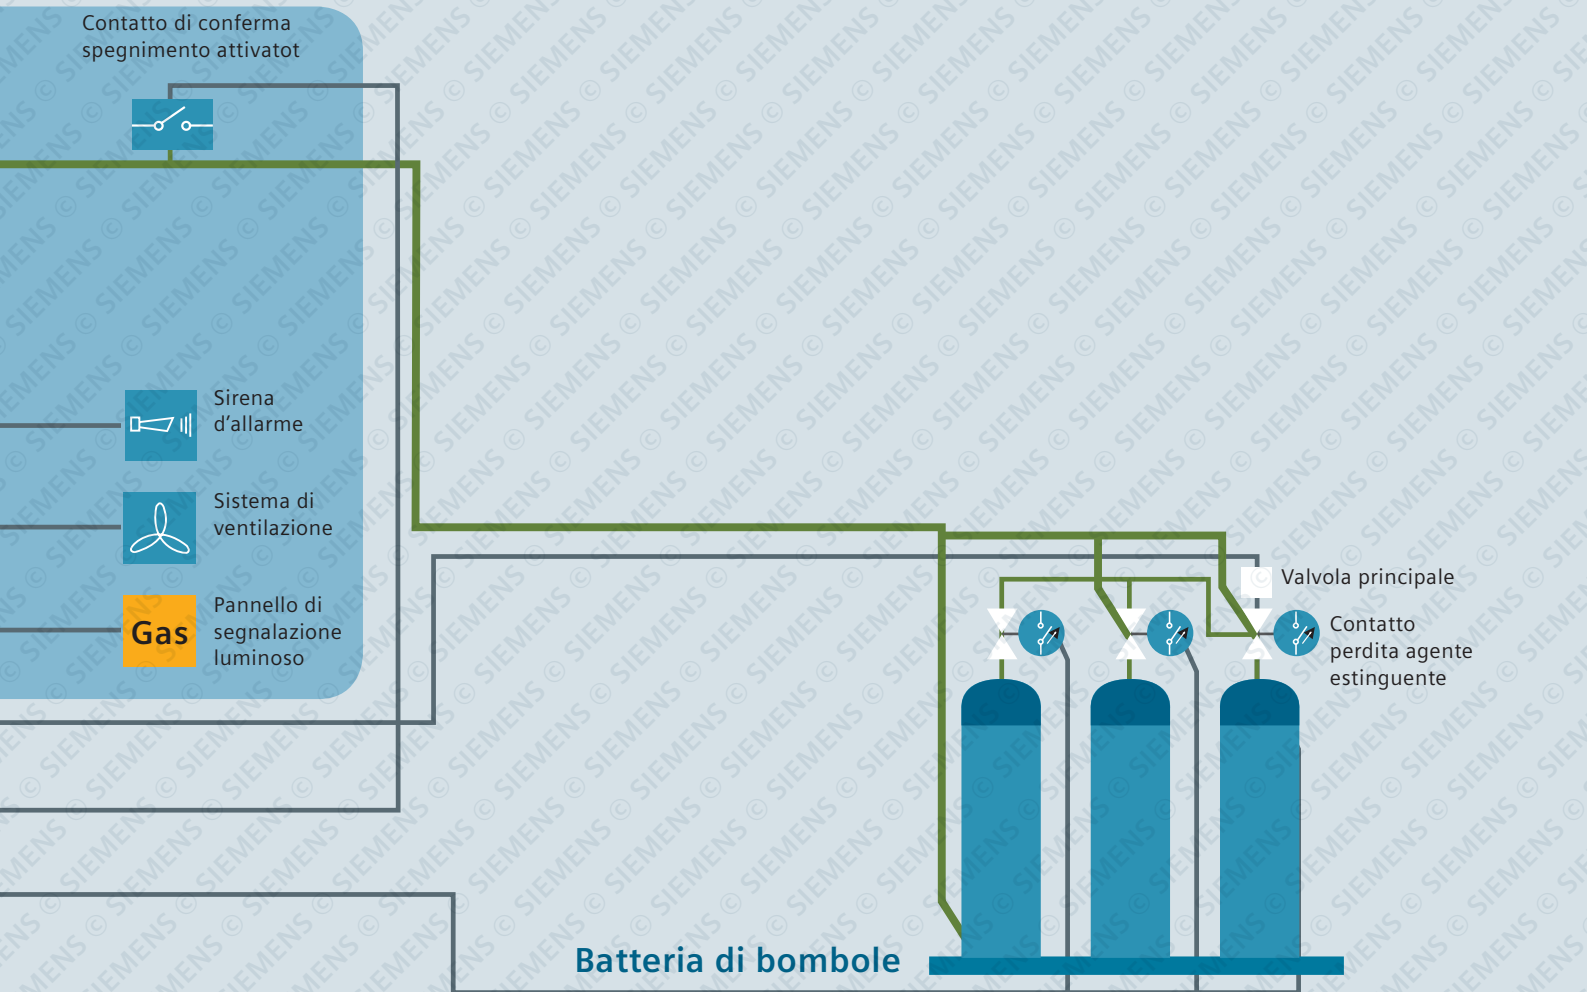 Contatto di conferma
spegnimento attivatot
Sirena
d'allarme
Sistema di
ventilazione
Gas
Pannello di
segnalazione
luminoso
Valvola principale
Contatto
perdita agente
estinguente
Batteria di bombole
© SIEMENS